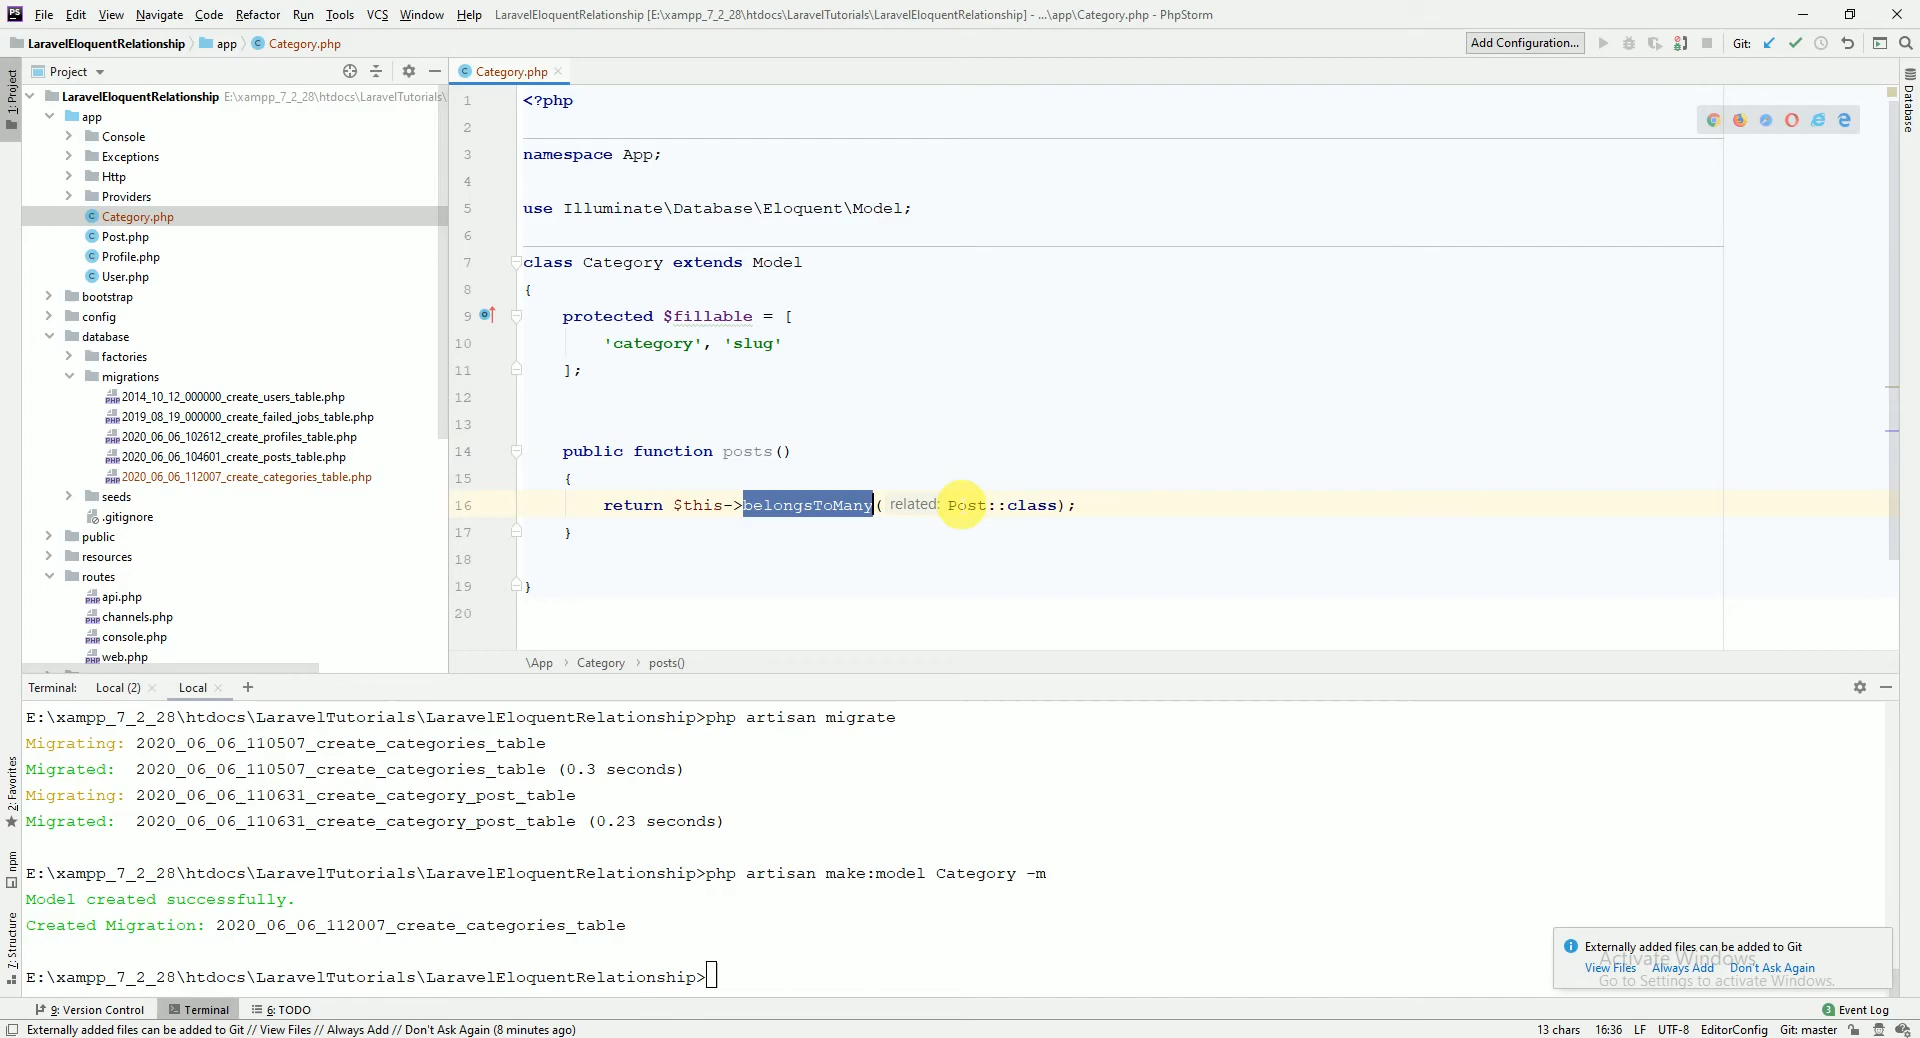 PS File Edit View Navigate Code Refactor Run Tools VCS Window Help LaravelEloquentRelationship [E:\xampp_7_2_28\htdocs\LaravelTutorials\LaravelEloquentRelationship] - ...\app\Category.php - PhpStorm
LaravelEloquentRelationship app Category.php Add Configuration... Git:
1: Project
Project
Category.php
LaravelEloquentRelationship E:\xampp_7_2_28\htdocs\LaravelTutorials\
app
Console
Exceptions
Http
Providers
Category.php
Post.php
Profile.php
User.php
bootstrap
config
database
factories
migrations
2014_10_12_000000_create_users_table.php
2019_08_19_000000_create_failed_jobs_table.php
2020_06_06_102612_create_profiles_table.php
2020_06_06_104601_create_posts_table.php
2020_06_06_112007_create_categories_table.php
seeds
.gitignore
public
resources
routes
api.php
channels.php
console.php
web.php
1 <?php
2
3 namespace App;
4
5 use Illuminate\Database\Eloquent\Model;
6
7 class Category extends Model
8 {
9 protected $fillable = [
10 'category', 'slug'
11 ];
12
13
14 public function posts()
15 {
16 return $this->belongsToMany( related: Post::class);
17 }
18
19 }
20
\App Category posts()
Database
Terminal: Local (2) Local
E:\xampp_7_2_28\htdocs\LaravelTutorials\LaravelEloquentRelationship>php artisan migrate
Migrating: 2020_06_06_110507_create_categories_table
Migrated: 2020_06_06_110507_create_categories_table (0.3 seconds)
Migrating: 2020_06_06_110631_create_category_post_table
Migrated: 2020_06_06_110631_create_category_post_table (0.23 seconds)
E:\xampp_7_2_28\htdocs\LaravelTutorials\LaravelEloquentRelationship>php artisan make:model Category -m
Model created successfully.
Created Migration: 2020_06_06_112007_create_categories_table
E:\xampp_7_2_28\htdocs\LaravelTutorials\LaravelEloquentRelationship>
2: Favorites
npm
7: Structure
Externally added files can be added to Git
Activate Windows
View Files Always Add Don't Ask Again
Go to Settings to activate Windows.
9: Version Control Terminal 6: TODO 3 Event Log
Externally added files can be added to Git // View Files // Always Add // Don't Ask Again (8 minutes ago) 13 chars 16:36 LF UTF-8 EditorConfig Git: master